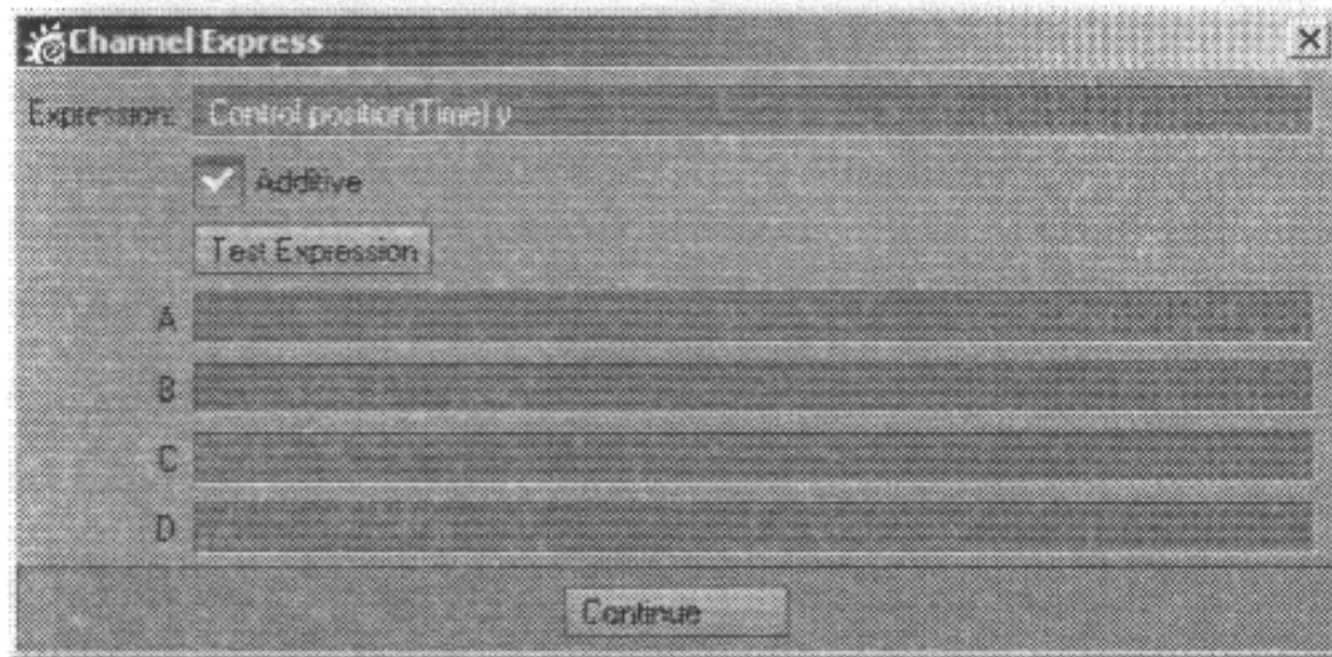 Channel Express
Expression: Control.position(Time).y
Additive
Test Expression
A
B
C
D
Continue